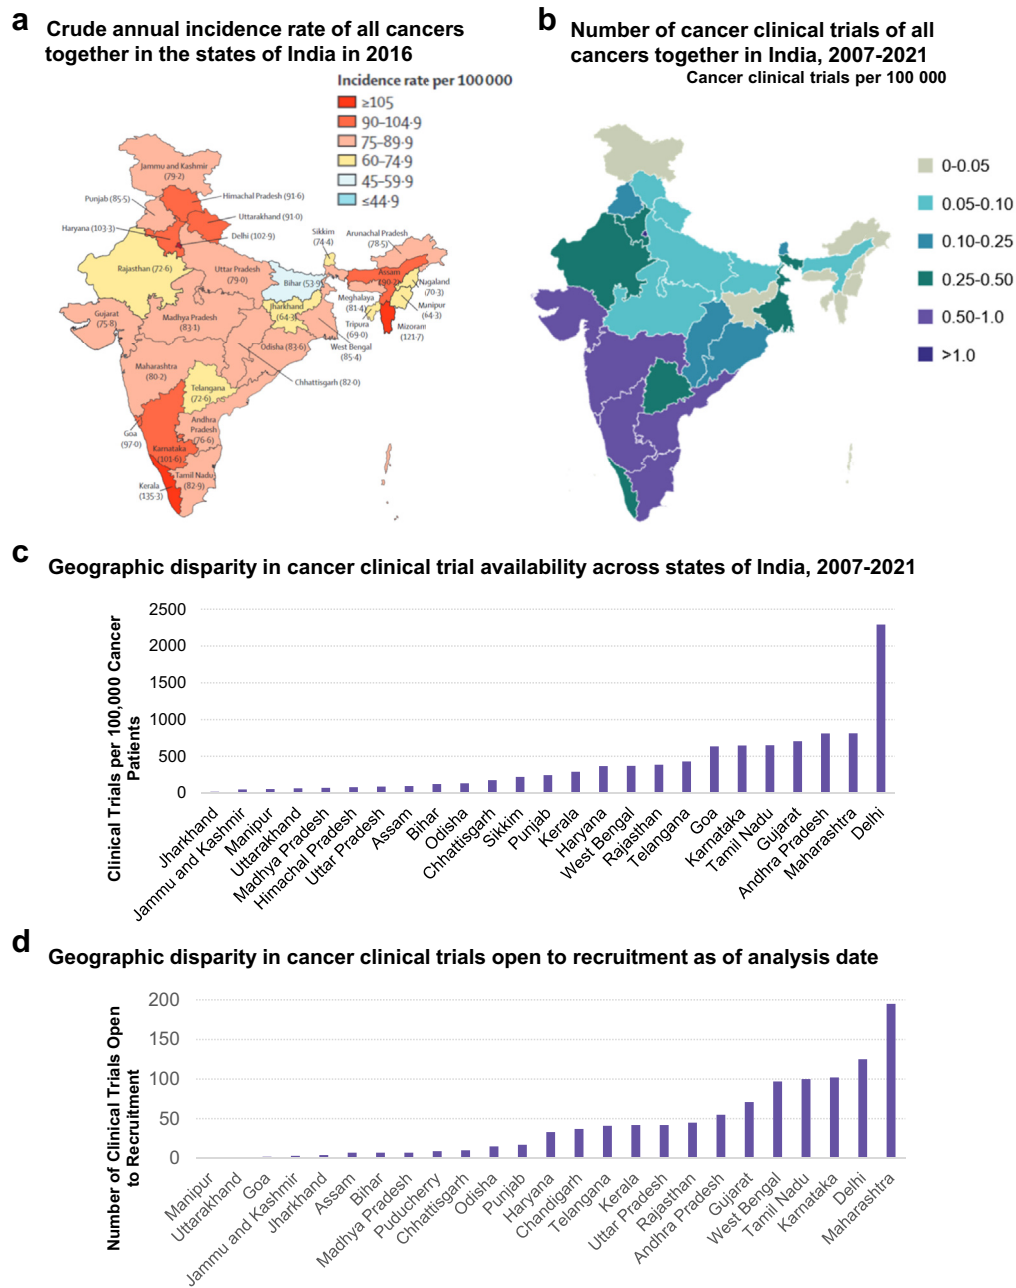 a
Crude annual incidence rate of all cancers
together in the states of India in 2016
Incidence rate per 100 000
≥105
90–104·9
75–89·9
60–74·9
45–59·9
≤44·9
Jammu and Kashmir
(79·2)
Punjab (85·5)
Himachal Pradesh (91·6)
Uttarakhand (91·0)
Haryana (103·3)
Delhi (102·9)
Sikkim
(74·4)
Arunachal Pradesh
(78·5)
Rajasthan (72·6)
Uttar Pradesh
(79·0)
Bihar (53·9)
Assam
(90·2)
Nagaland
(70·3)
Meghalaya
(81·4)
Manipur
(64·3)
Jharkhand
(64·3)
Gujarat
(75·8)
Madhya Pradesh
(83·1)
Tripura
(69·0)
Mizoram
(121·7)
West Bengal
(85·4)
Odisha (83·6)
Chhattisgarh (82·0)
Maharashtra
(80·2)
Telangana
(72·6)
Andhra
Pradesh
(76·6)
Goa
(97·0)
Karnataka
(101·6)
Tamil Nadu
(82·9)
Kerala
(135·3)
b
Number of cancer clinical trials of all
cancers together in India, 2007-2021
Cancer clinical trials per 100 000
0-0.05
0.05-0.10
0.10-0.25
0.25-0.50
0.50-1.0
>1.0
c
Geographic disparity in cancer clinical trial availability across states of India, 2007-2021
Clinical Trials per 100,000 Cancer
Patients
2500
2000
1500
1000
500
0
Jharkhand
Jammu and Kashmir
Manipur
Uttarakhand
Madhya Pradesh
Himachal Pradesh
Uttar Pradesh
Assam
Bihar
Odisha
Chhattisgarh
Sikkim
Punjab
Kerala
Haryana
West Bengal
Rajasthan
Telangana
Goa
Karnataka
Tamil Nadu
Gujarat
Andhra Pradesh
Maharashtra
Delhi
d
Geographic disparity in cancer clinical trials open to recruitment as of analysis date
Number of Clinical Trials Open
to Recruitment
200
150
100
50
0
Manipur
Uttarakhand
Goa
Jammu and Kashmir
Jharkhand
Assam
Bihar
Madhya Pradesh
Puducherry
Chhattisgarh
Odisha
Punjab
Haryana
Chandigarh
Telangana
Kerala
Uttar Pradesh
Rajasthan
Andhra Pradesh
Gujarat
West Bengal
Tamil Nadu
Karnataka
Delhi
Maharashtra